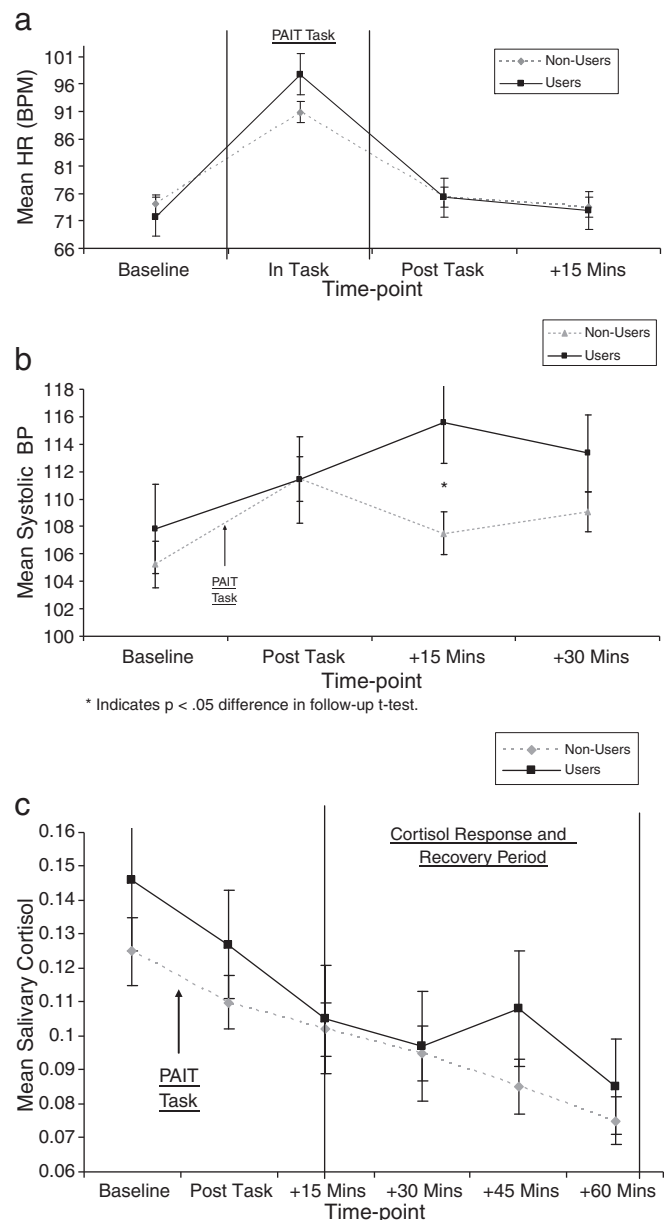 a
PAIT Task
Non-Users
Users
101
96
91
86
81
76
71
66
Mean HR (BPM)
Baseline
In Task
Post Task
+15 Mins
Time-point
Non-Users
Users
b
118
116
114
112
110
108
106
104
102
100
Mean Systolic BP
*
PAIT
Task
Baseline
Post Task
+15 Mins
+30 Mins
Time-point
* Indicates p < .05 difference in follow-up t-test.
Non-Users
Users
c
0.16
0.15
0.14
0.13
0.12
0.11
0.1
0.09
0.08
0.07
0.06
Mean Salivary Cortisol
Cortisol Response and
Recovery Period
PAIT
Task
Baseline
Post Task
+15 Mins
+30 Mins
+45 Mins
+60 Mins
Time-point